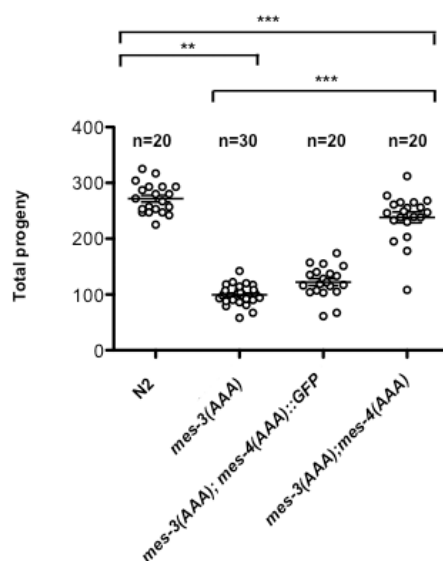 ***
**
***
400
n=20
n=30
n=20
n=20
300
200
100
0
Total progeny
N2
mes-3(AAA)
mes-3(AAA); mes-4(AAA)::GFP
mes-3(AAA);mes-4(AAA)